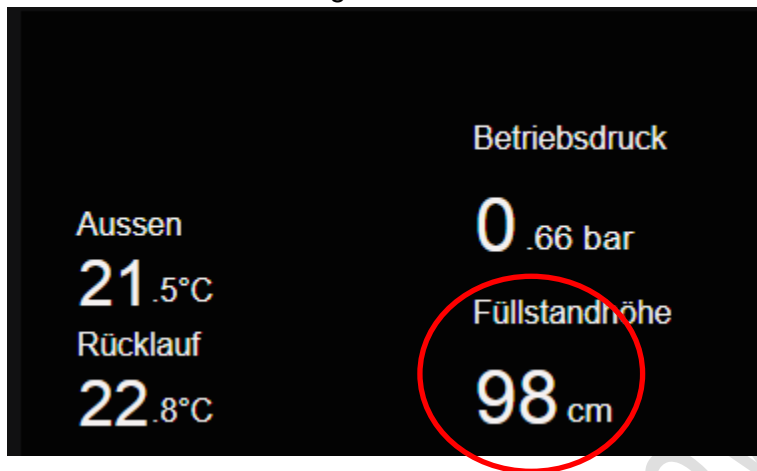 Betriebsdruck
0.66 bar
Aussen
21.5°C
Füllstandhöhe
Rücklauf
98 cm
22.8°C